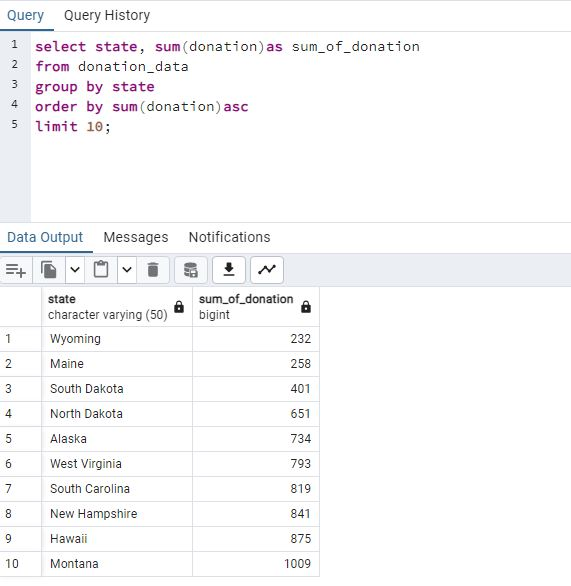 Query Query History
1 select state, sum(donation)as sum_of_donation
2 from donation_data
3 group by state
4 order by sum(donation)asc
5 limit 10;
Data Output Messages Notifications
state sum_of_donation
character varying (50) bigint
1 Wyoming 232
2 Maine 258
3 South Dakota 401
4 North Dakota 651
5 Alaska 734
6 West Virginia 793
7 South Carolina 819
8 New Hampshire 841
9 Hawaii 875
10 Montana 1009